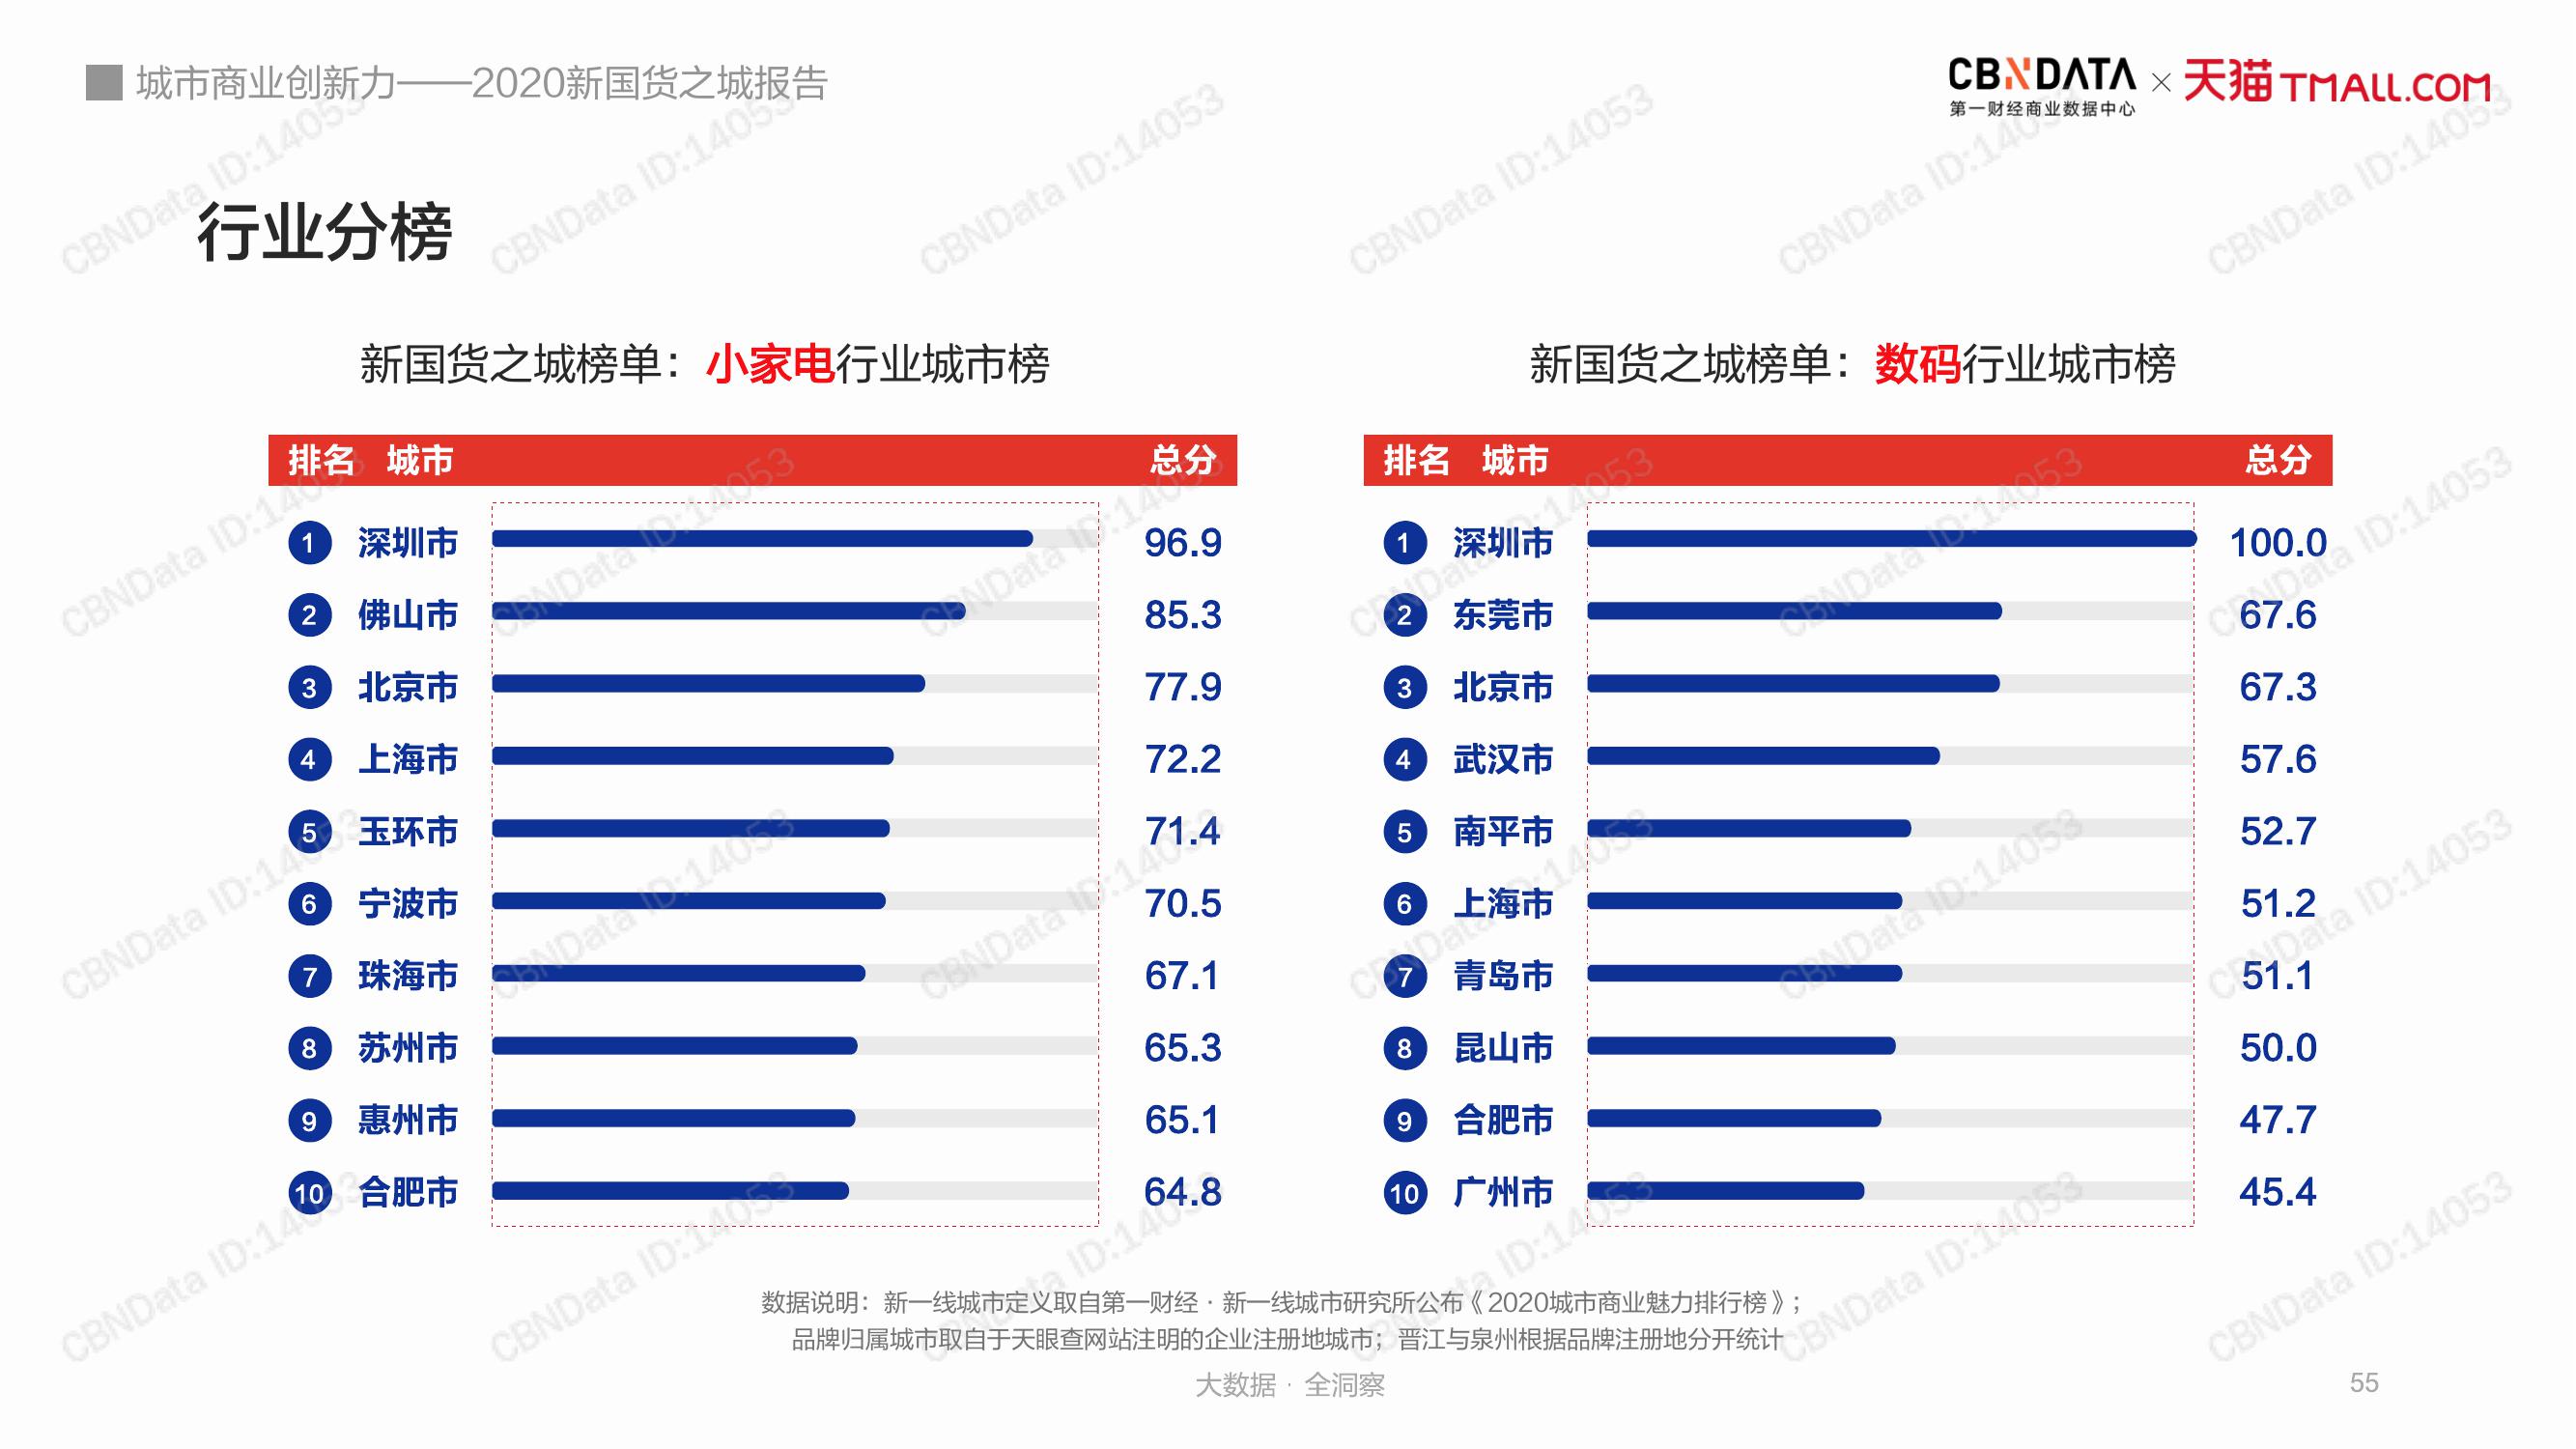 城市商业创新力——2020新国货之城报告
CBNDATA × 天猫 TMALL.COM
第一财经商业数据中心
行业分榜
新国货之城榜单：小家电行业城市榜
排名 城市 总分
1 深圳市 96.9
2 佛山市 85.3
3 北京市 77.9
4 上海市 72.2
5 玉环市 71.4
6 宁波市 70.5
7 珠海市 67.1
8 苏州市 65.3
9 惠州市 65.1
10 合肥市 64.8
新国货之城榜单：数码行业城市榜
排名 城市 总分
1 深圳市 100.0
2 东莞市 67.6
3 北京市 67.3
4 武汉市 57.6
5 南平市 52.7
6 上海市 51.2
7 青岛市 51.1
8 昆山市 50.0
9 合肥市 47.7
10 广州市 45.4
数据说明：新一线城市定义取自第一财经·新一线城市研究所公布《2020城市商业魅力排行榜》；
品牌归属城市取自于天眼查网站注明的企业注册地城市；晋江与泉州根据品牌注册地分开统计
大数据·全洞察
55
CBNData ID:14053